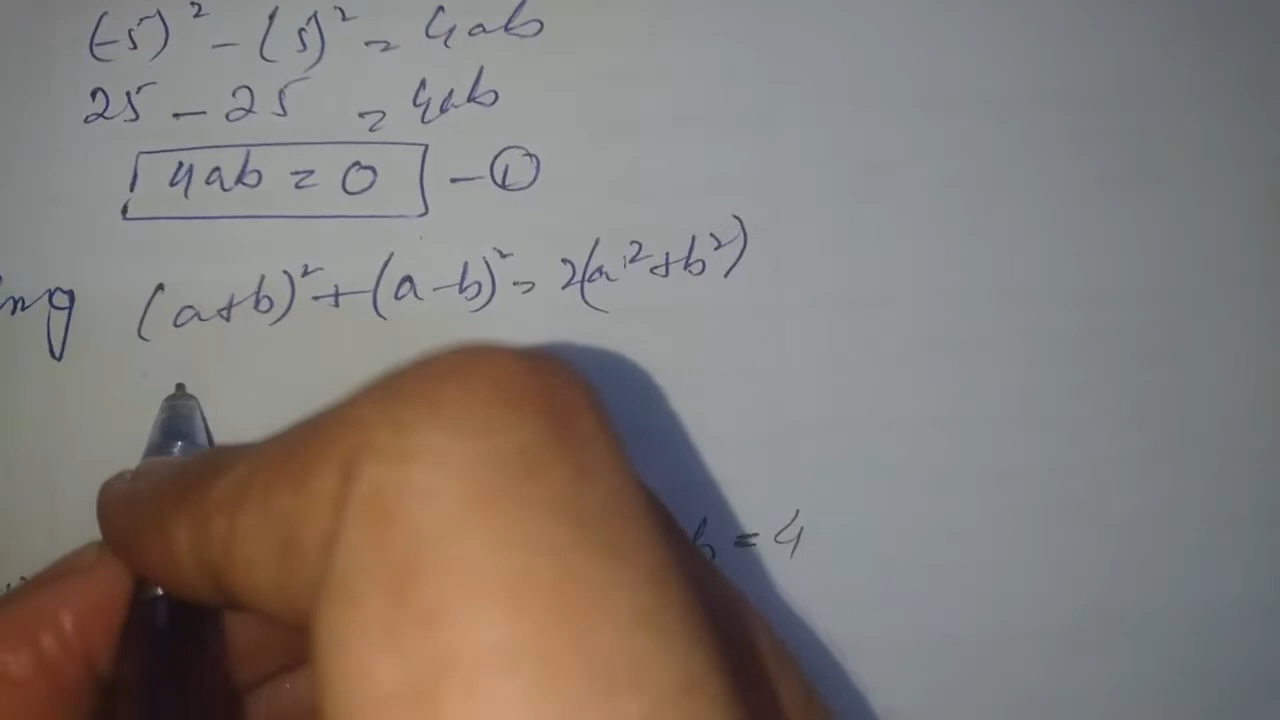 (-5)² - (5)² = 4ab
25 - 25 = 4ab
4ab = 0 - ①
(a+b)² + (a-b)² = 2(a²+b²)
= 4